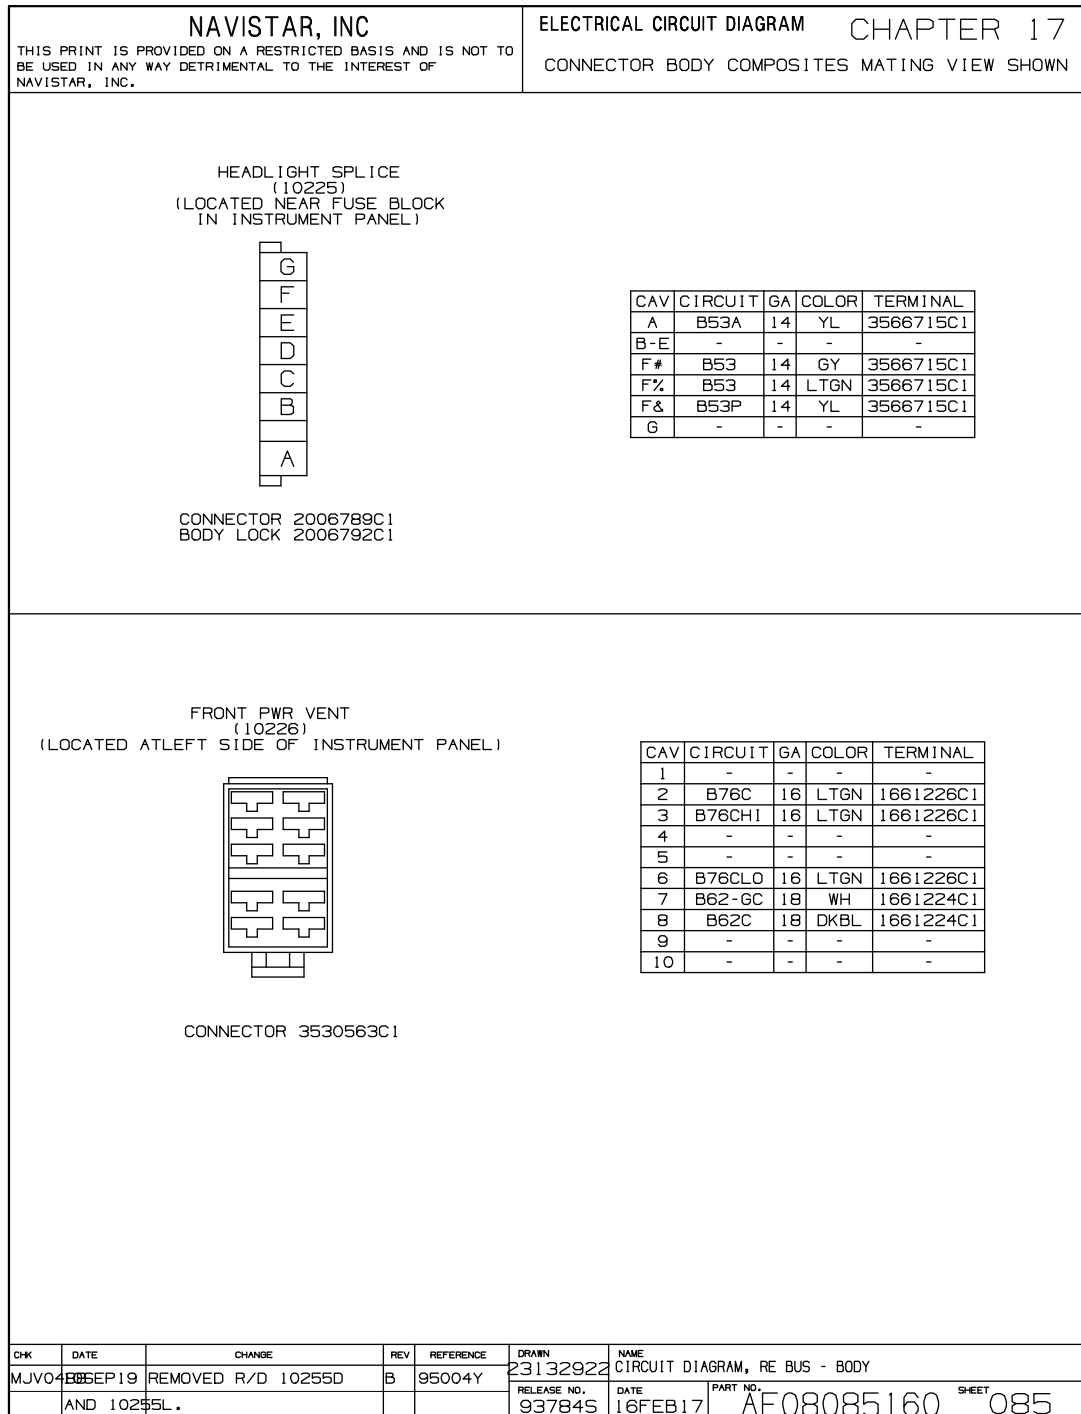 NAVISTAR, INC
THIS PRINT IS PROVIDED ON A RESTRICTED BASIS AND IS NOT TO
BE USED IN ANY WAY DETRIMENTAL TO THE INTEREST OF
NAVISTAR, INC.
ELECTRICAL CIRCUIT DIAGRAM CHAPTER 17
CONNECTOR BODY COMPOSITES MATING VIEW SHOWN
HEADLIGHT SPLICE
(10225)
(LOCATED NEAR FUSE BLOCK
IN INSTRUMENT PANEL)
G
F
E
D
C
B
A
CONNECTOR 2006789C1
BODY LOCK 2006792C1
CAV CIRCUIT GA COLOR TERMINAL
A B53A 14 YL 3566715C1
B-E - - - -
F# B53 14 GY 3566715C1
F% B53 14 LTGN 3566715C1
F& B53P 14 YL 3566715C1
G - - - -
FRONT PWR VENT
(10226)
(LOCATED ATLEFT SIDE OF INSTRUMENT PANEL)
CONNECTOR 3530563C1
CAV CIRCUIT GA COLOR TERMINAL
1 - - - -
2 B76C 16 LTGN 1661226C1
3 B76CHI 16 LTGN 1661226C1
4 - - - -
5 - - - -
6 B76CLO 16 LTGN 1661226C1
7 B62-GC 18 WH 1661224C1
8 B62C 18 DKBL 1661224C1
9 - - - -
10 - - - -
CHK DATE CHANGE REV REFERENCE
SEP19 REMOVED R/D 10255D B 95004Y
AND 10255L.
DRAWN
23132922
NAME
CIRCUIT DIAGRAM, RE BUS - BODY
RELEASE NO.
93784S
DATE
16FEB17
PART NO.
AF08085160
SHEET
085